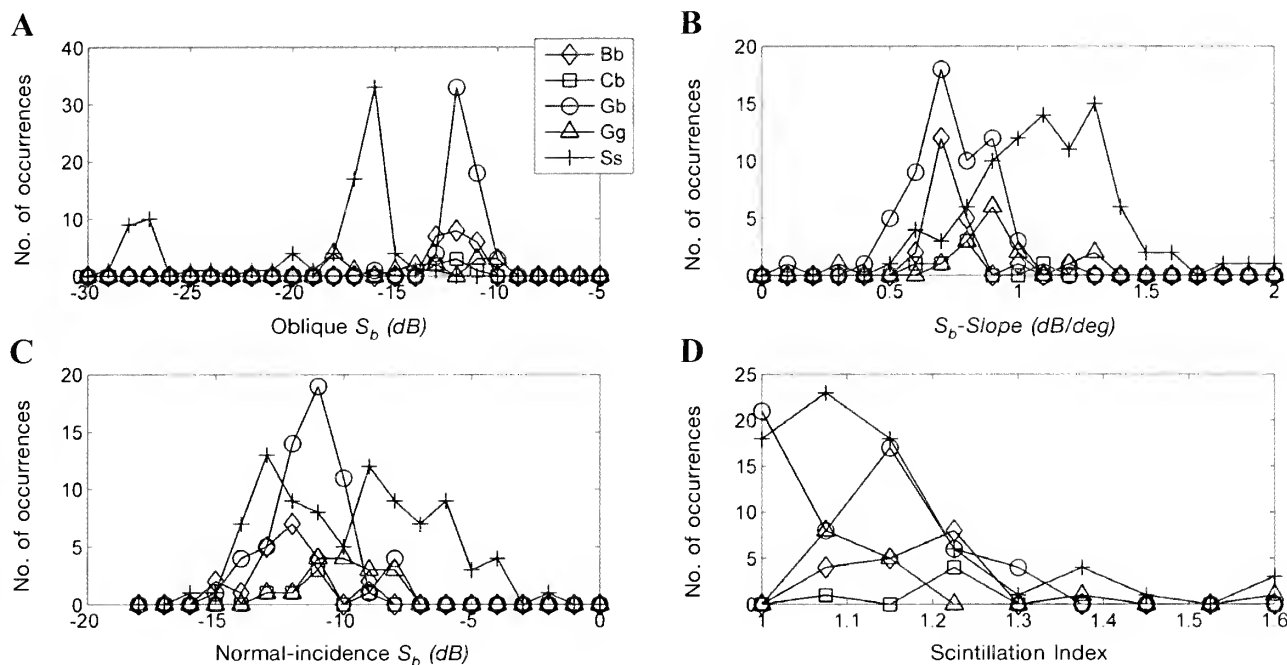 A
No. of occurrences
40
30
20
10
0
-30
-20
-15
-10
-5
Oblique S_b (dB)
Bb
Cb
Gb
Gg
Ss
B
No. of occurrences
20
15
10
5
0
0
0.5
1
1.5
2
S_b-Slope (dB/deg)
C
No. of occurrences
20
15
10
5
0
-20
-15
-10
-5
0
Normal-incidence S_b (dB)
D
No. of occurrences
25
20
15
10
5
0
1
1.1
1.2
1.3
1.4
1.5
1.6
Scintillation Index